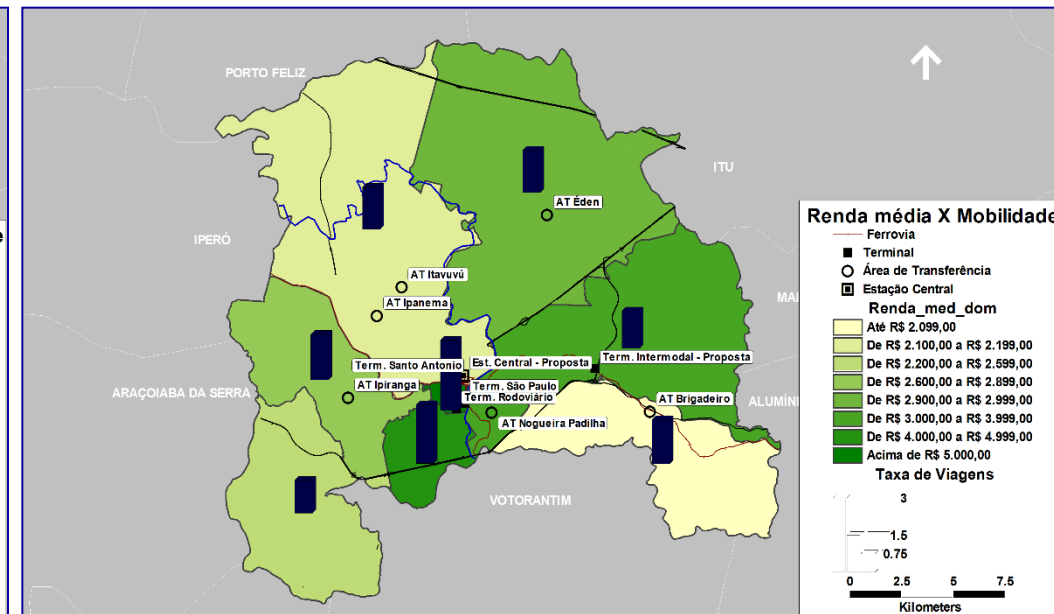 PORTO FELIZ
ITU
AT Éden
IPERÓ
AT Itavuvú
AT Ipanema
Term. Santo Antonio
Est. Central - Proposta
Term. Intermodal - Proposta
ARAÇOIABA DA SERRA
AT Ipiranga
Term. São Paulo
Term. Rodoviário
AT Brigadeiro
AT Nogueira Padilha
VOTORANTIM
MAI
ALUMÍNI
e
Renda média X Mobilidade
Ferrovia
Terminal
Área de Transferência
Estação Central
Renda_med_dom
Até R$ 2.099,00
De R$ 2.100,00 a R$ 2.199,00
De R$ 2.200,00 a R$ 2.599,00
De R$ 2.600,00 a R$ 2.899,00
De R$ 2.900,00 a R$ 2.999,00
De R$ 3.000,00 a R$ 3.999,00
De R$ 4.000,00 a R$ 4.999,00
Acima de R$ 5.000,00
Taxa de Viagens
3
1.5
0.75
0 2.5 5 7.5
Kilometers